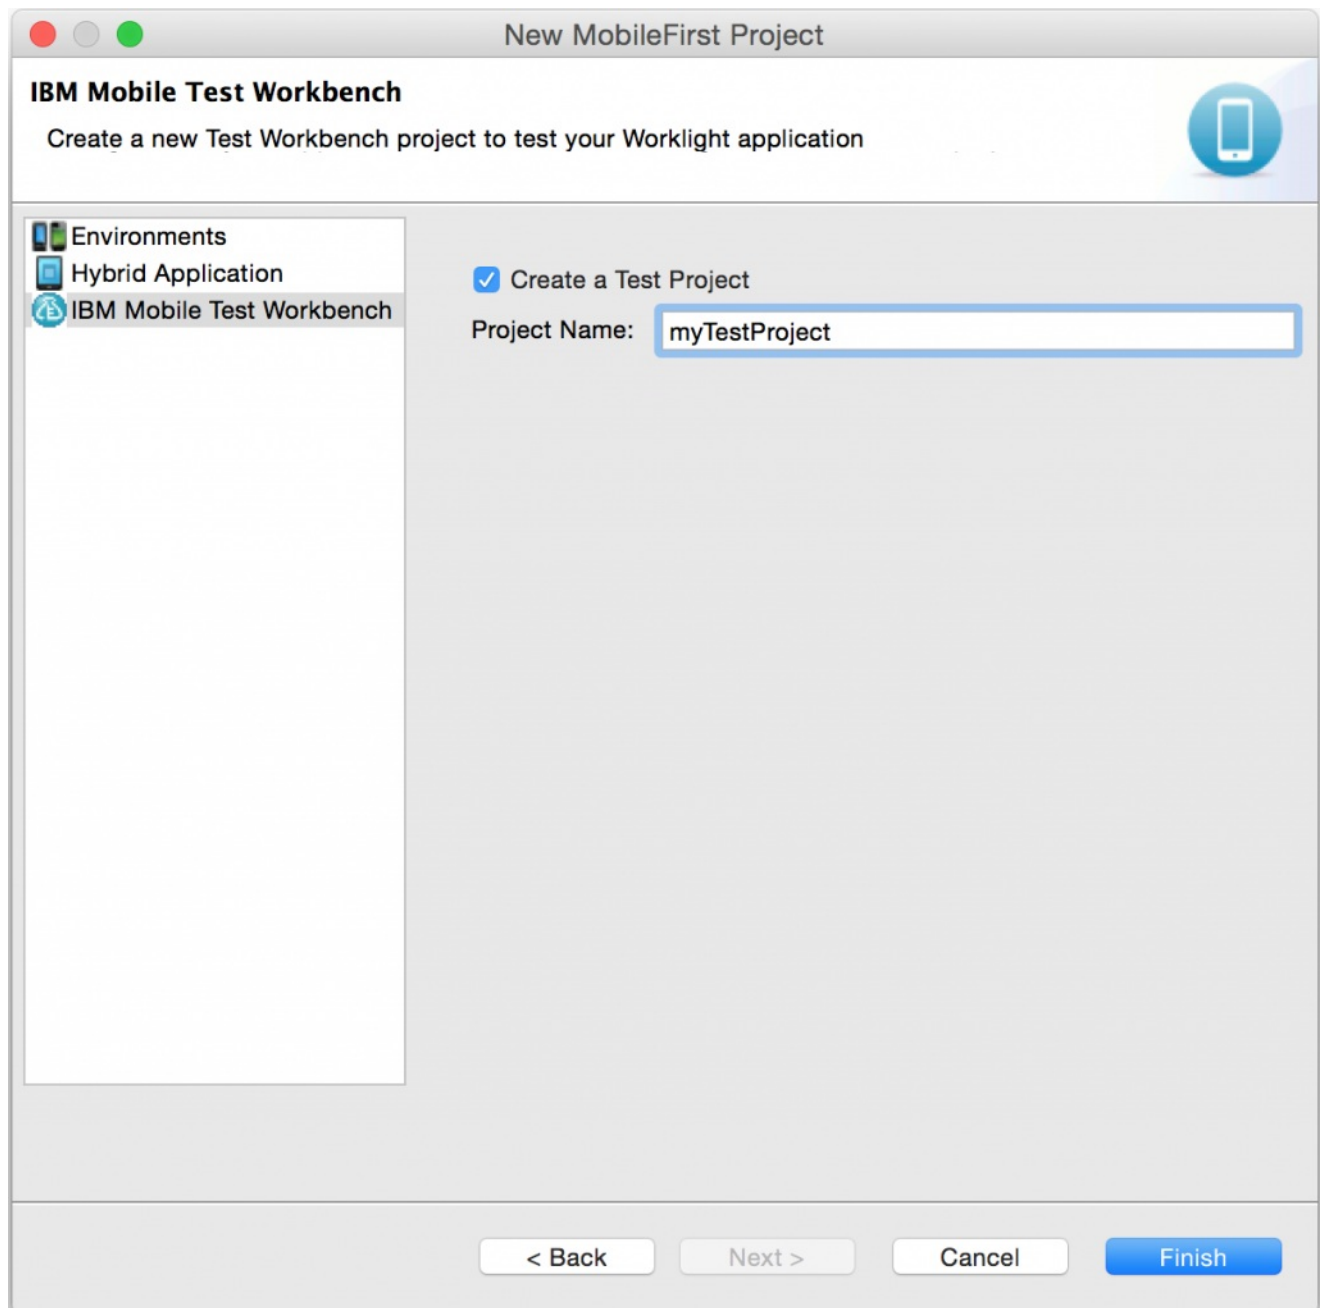 New MobileFirst Project
IBM Mobile Test Workbench
Create a new Test Workbench project to test your Worklight application
Environments
Hybrid Application
IBM Mobile Test Workbench
Create a Test Project
Project Name: myTestProject
< Back Next > Cancel Finish